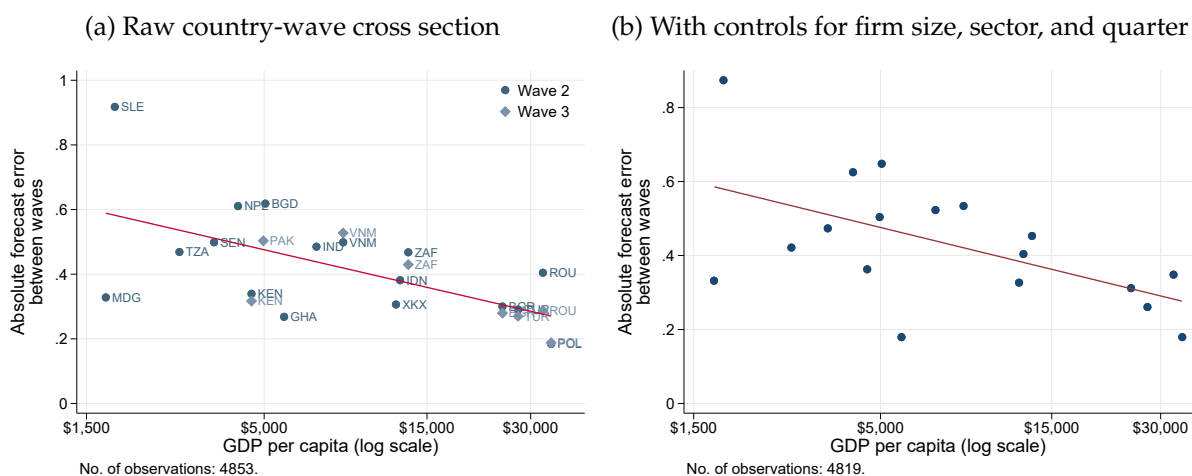 (a) Raw country-wave cross section
Absolute forecast error
between waves
1
.8
.6
.4
.2
0
Wave 2
Wave 3
SLE
BGD
VNM
PAK
SEN
IND
VNM
TZA
ZAF
ZAF
ROU
IDN
KEN
MDG
KEN
XKX
GHA
ROU
TUR
POL
$1,500
$5,000
$15,000
$30,000
GDP per capita (log scale)
No. of observations: 4853.
(b) With controls for firm size, sector, and quarter
Absolute forecast error
between waves
.8
.6
.4
.2
0
$1,500
$5,000
$15,000
$30,000
GDP per capita (log scale)
No. of observations: 4819.